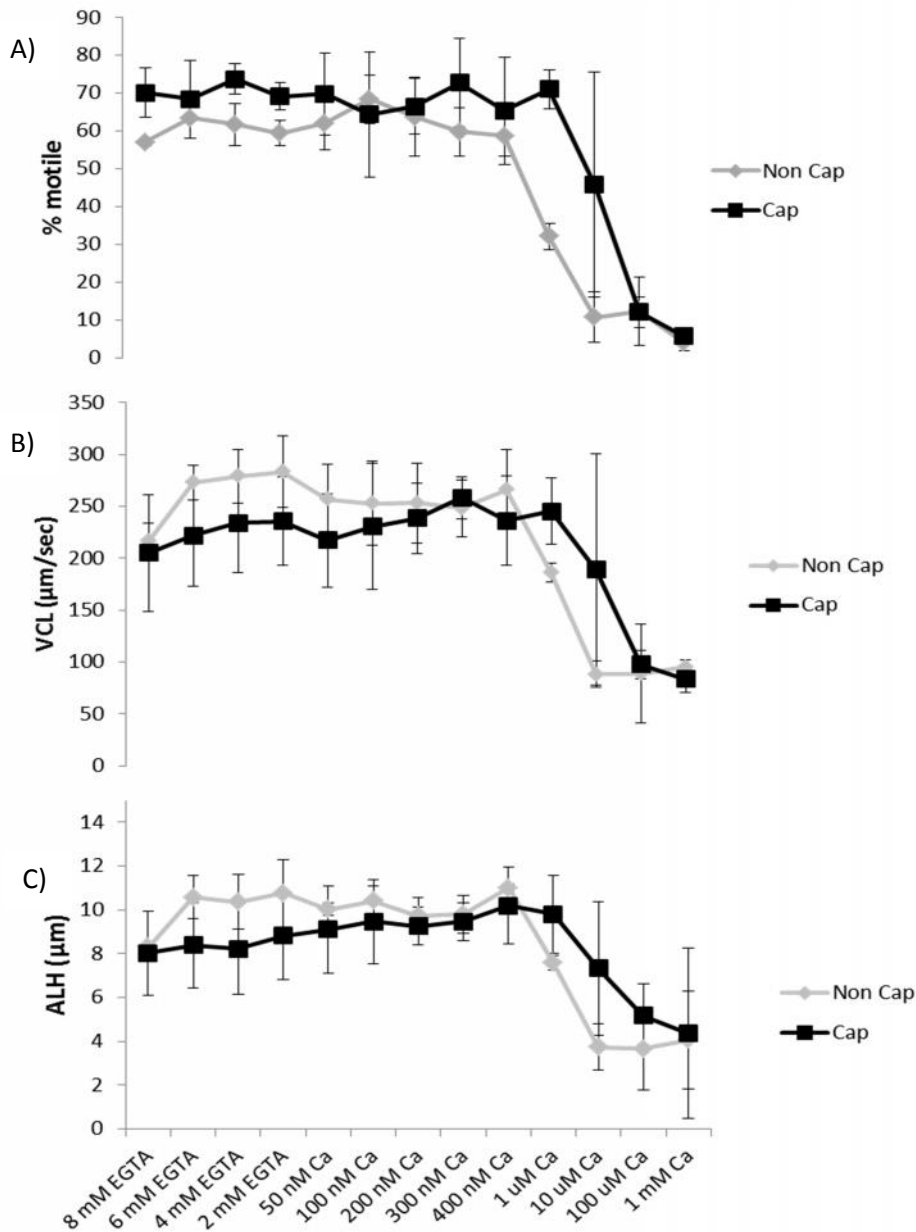 A)
90
80
70
60
50
40
30
20
10
0
% motile
Non Cap
Cap
B)
350
300
250
200
150
100
50
0
VCL (µm/sec)
Non Cap
Cap
C)
14
12
10
8
6
4
2
0
ALH (µm)
Non Cap
Cap
8 mM EGTA
6 mM EGTA
4 mM EGTA
2 mM EGTA
50 nM Ca
100 nM Ca
200 nM Ca
300 nM Ca
400 nM Ca
1 uM Ca
10 uM Ca
100 uM Ca
1 mM Ca